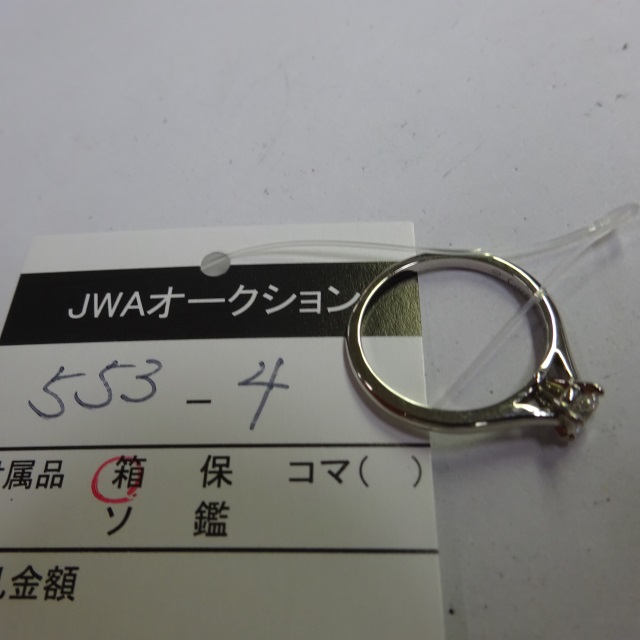 JWAオークション
553-4
属品 箱 保 コマ( )
ソ 鑑
金額